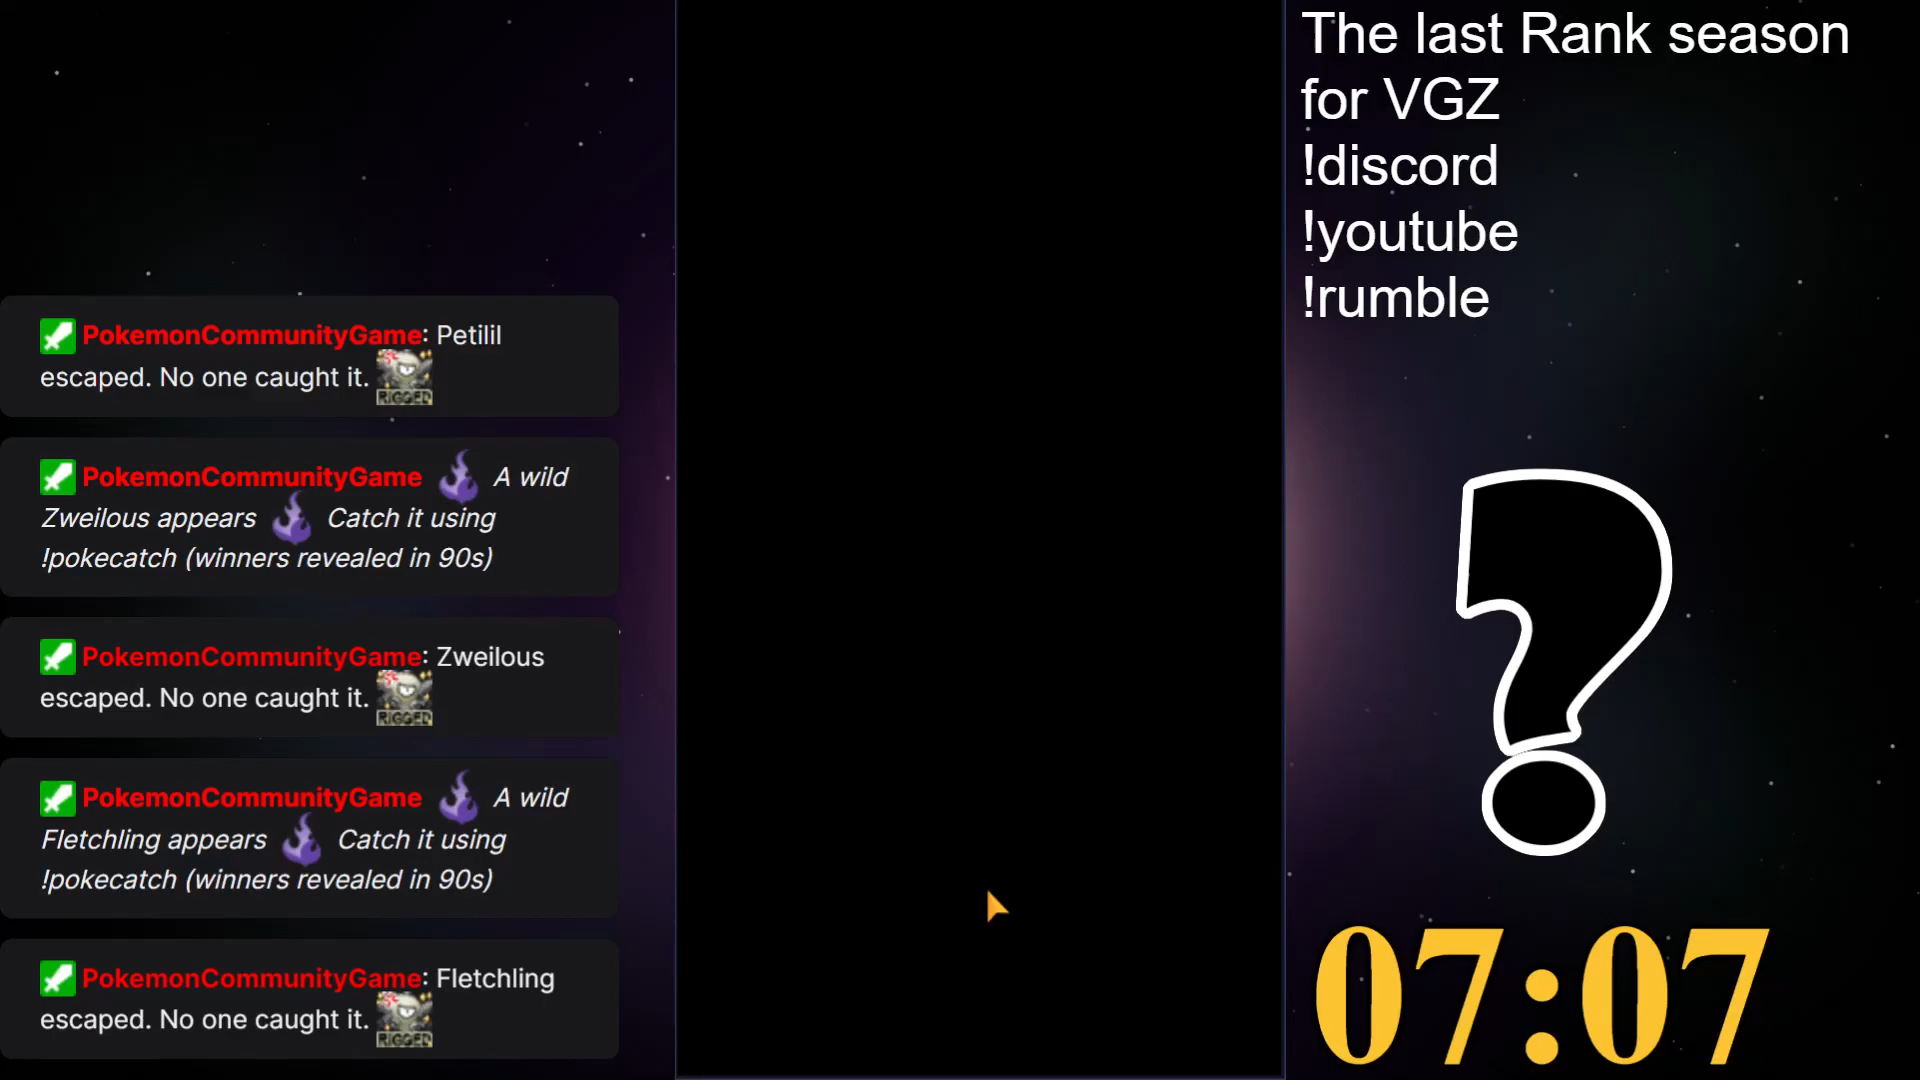 PokemonCommunityGame: Petilil
escaped. No one caught it.
RIGGED
PokemonCommunityGame A wild
Zweilous appears Catch it using
!pokecatch (winners revealed in 90s)
PokemonCommunityGame: Zweilous
escaped. No one caught it.
RIGGED
PokemonCommunityGame A wild
Fletchling appears Catch it using
!pokecatch (winners revealed in 90s)
PokemonCommunityGame: Fletchling
escaped. No one caught it.
RIGGED
The last Rank season
for VGZ
!discord
!youtube
!rumble
?
07:07